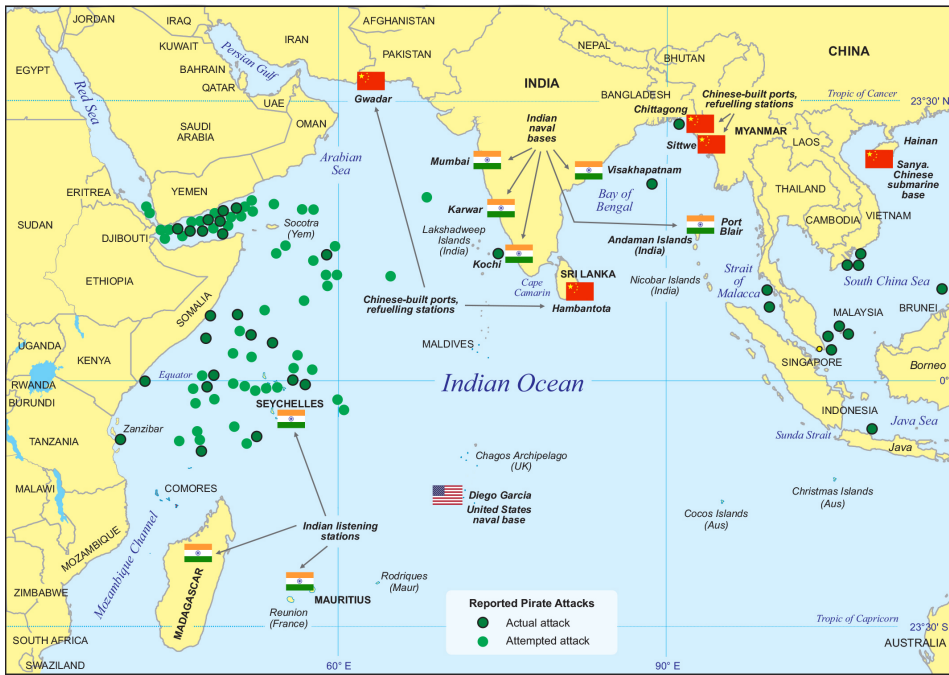 JORDAN
IRAQ
IRAN
AFGHANISTAN
KUWAIT
PAKISTAN
NEPAL
CHINA
EGYPT
Persian Gulf
BAHRAIN
QATAR
BHUTAN
INDIA
BANGLADESH
Chinese-built ports,
refuelling stations
Tropic of Cancer
23°30' N
Red Sea
UAE
Gwadar
Chittagong
SAUDI
ARABIA
OMAN
Indian
naval
bases
Sittwe
MYANMAR
Hainan
LAOS
Arabian
Sea
Mumbai
Visakhapatnam
Sanya.
Chinese
submarine
base
ERITREA
YEMEN
Bay of
Bengal
THAILAND
SUDAN
Karwar
Socotra
(Yem)
Lakshadweep
Islands
(India)
Port
Blair
CAMBODIA
VIETNAM
DJIBOUTI
Andaman Islands
(India)
Kochi
ETHIOPIA
Cape
Camarin
SRI LANKA
Nicobar Islands
(India)
Strait
of
Malacca
South China Sea
SOMALIA
Chinese-built ports,
refuelling stations
Hambantota
MALAYSIA
BRUNEI
UGANDA
MALDIVES
KENYA
SINGAPORE
Borneo
Equator
RWANDA
Indian Ocean
0°
BURUNDI
SEYCHELLES
INDONESIA
Zanzibar
TANZANIA
Sunda Strait
Java Sea
Java
Chagos Archipelago
(UK)
MALAWI
COMORES
Diego Garcia
United States
naval base
Christmas Islands
(Aus)
Cocos Islands
(Aus)
MOZAMBIQUE
Mozambique Channel
Indian listening
stations
ZIMBABWE
MADAGASCAR
Rodriques
(Maur)
MAURITIUS
Reunion
(France)
Reported Pirate Attacks
Actual attack
Attempted attack
Tropic of Capricorn
23°30' S
SOUTH AFRICA
AUSTRALIA
SWAZILAND
60° E
90° E